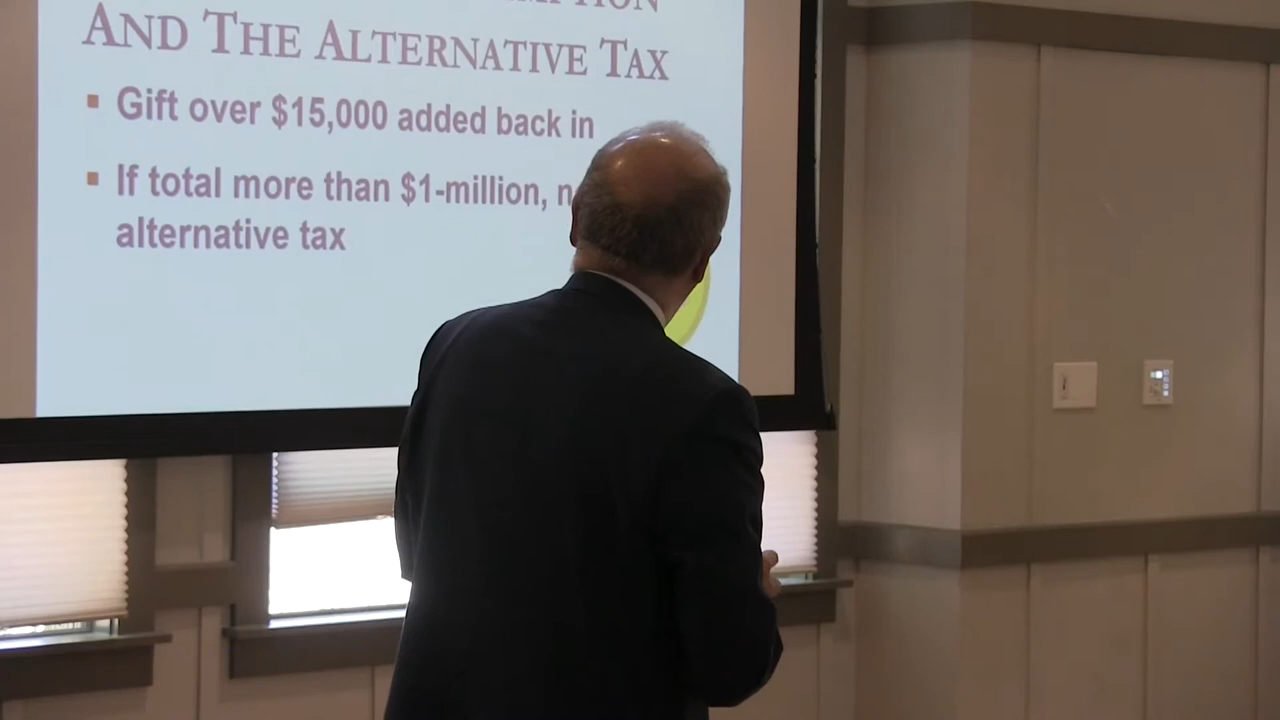 AND THE ALTERNATIVE TAX
Gift over $15,000 added back in
If total more than $1-million,
alternative tax